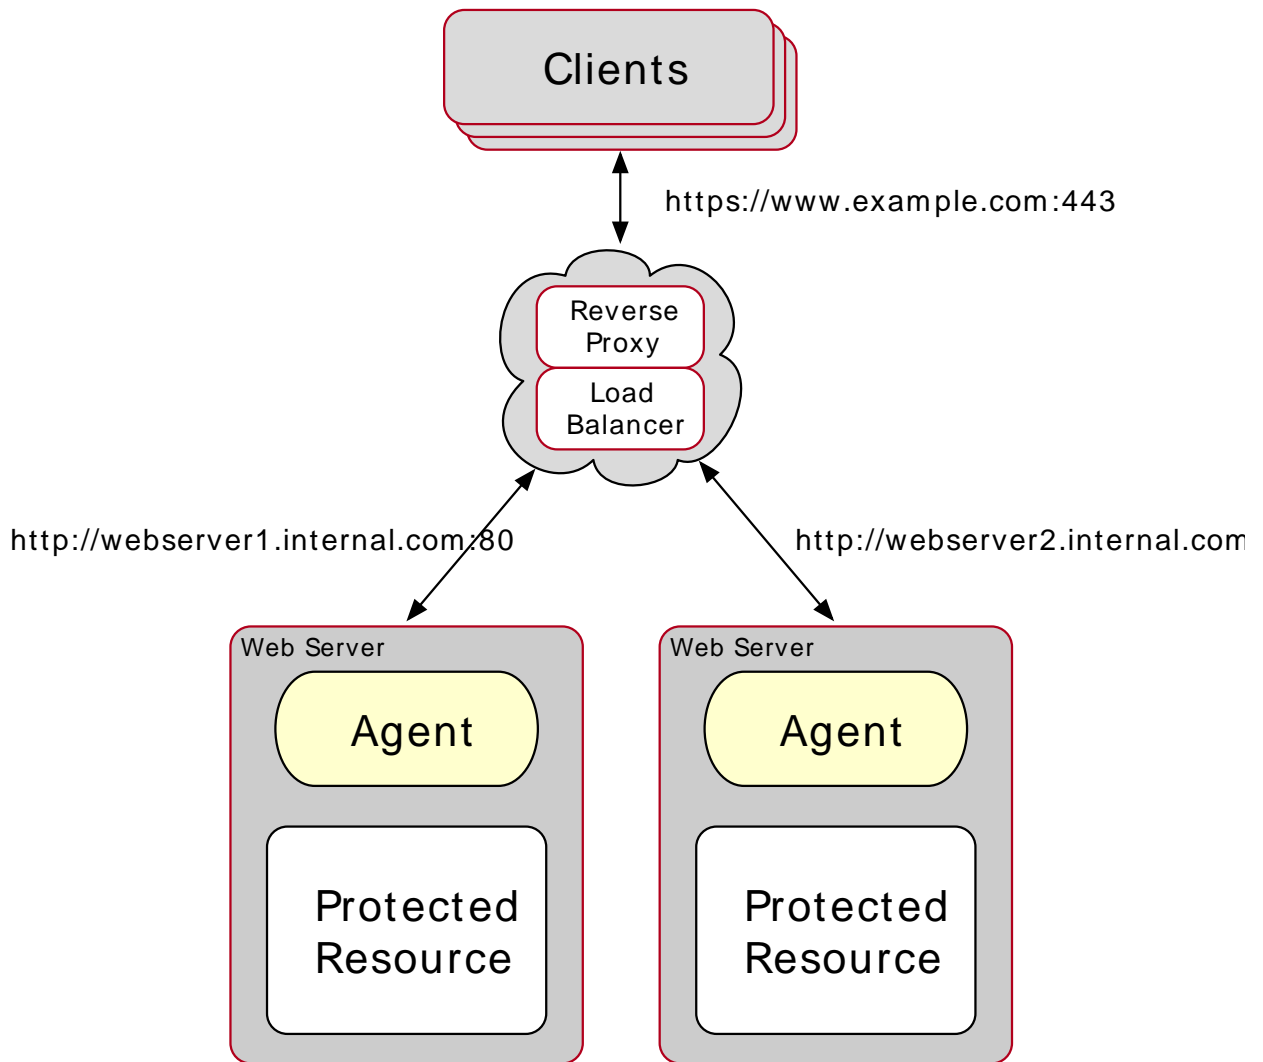 Clients
https://www.example.com:443
Reverse
Proxy
Load
Balancer
http://webserver1.internal.com:80
http://webserver2.internal.com
Web Server
Agent
Protected
Resource
Web Server
Agent
Protected
Resource